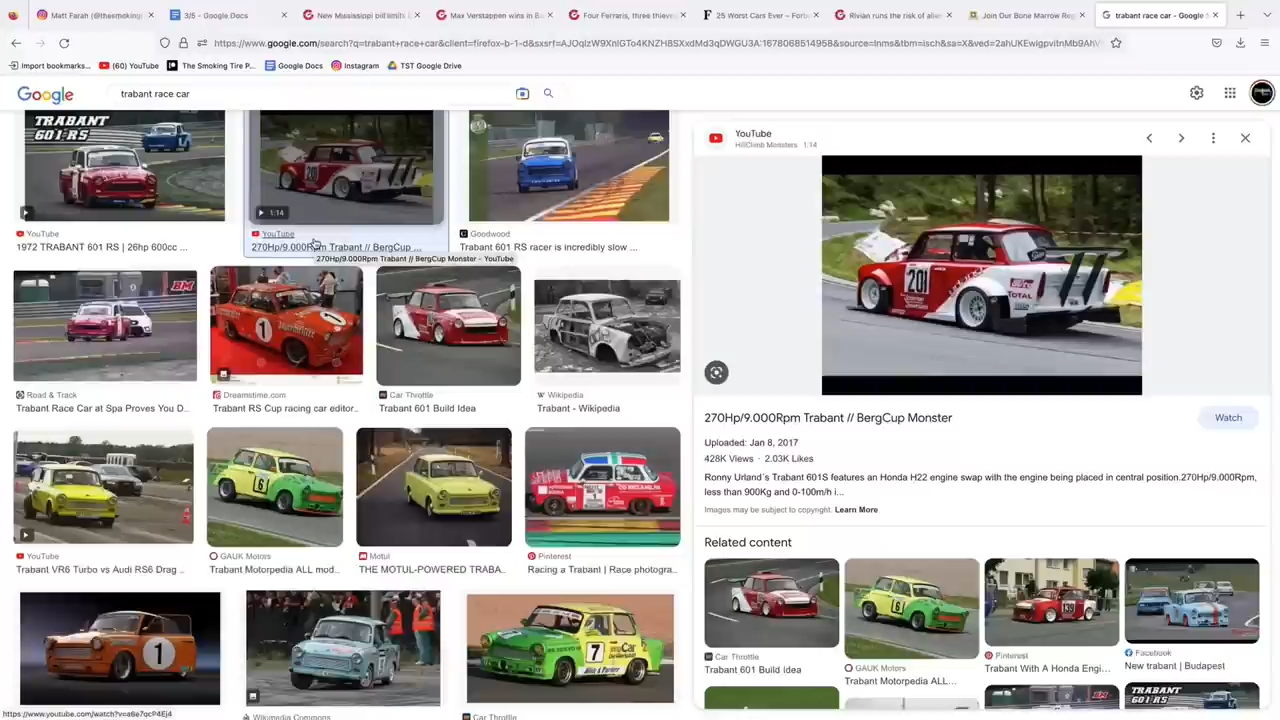 Matt Farah (@thesmoking
3/5 - Google Docs
New Mississippi bill limits E
Max Verstappen wins in Ba
Four Ferraris, three thieves
25 Worst Cars Ever – Forb
Rivian runs the risk of alien
Join Our Bone Marrow Reg
trabant race car - Google S
https://www.google.com/search?q=trabant+race+car&client=firefox-b-1-d&
Import bookmarks...
(60) YouTube
The Smoking Tire P...
Google Docs
Instagram
TST Google Drive
Google
trabant race car
TRABANT
601 RS
201
1:14
YouTube
1972 TRABANT 601 RS | 26hp 600cc ...
YouTube
270Hp/9.000Rpm Trabant // BergCup ...
Goodwood
Trabant 601 RS racer is incredibly slow ...
270Hp/9.000Rpm Trabant // BergCup Monster - YouTube
BM
1
Road & Track
Trabant Race Car at Spa Proves You D...
Dreamstime.com
Trabant RS Cup racing car editor...
Car Throttle
Trabant 601 Build Idea
Wikipedia
Trabant - Wikipedia
6
YouTube
Trabant VR6 Turbo vs Audi RS6 Drag ...
GAUK Motors
Trabant Motorpedia ALL mod...
Motul
THE MOTUL-POWERED TRABA..
Pinterest
Racing a Trabant | Race photogra...
1
7
Wikimedia Commons
Car Throttle
YouTube
HillClimb Monsters 1:14
201
TOTAL
270Hp/9.000Rpm Trabant // BergCup Monster
Watch
Uploaded: Jan 8, 2017
428K Views · 2.03K Likes
Ronny Urland´s Trabant 601S features an Honda H22 engine swap with the engine being placed in central position.270Hp/9.000Rpm,
less than 900Kg and 0-100m/h i...
Images may be subject to copyright. Learn More
Related content
Car Throttle
Trabant 601 Build Idea
GAUK Motors
Trabant Motorpedia ALL...
Pinterest
Trabant With A Honda Engi...
Facebook
New trabant | Budapest
TRABANT
601 RS